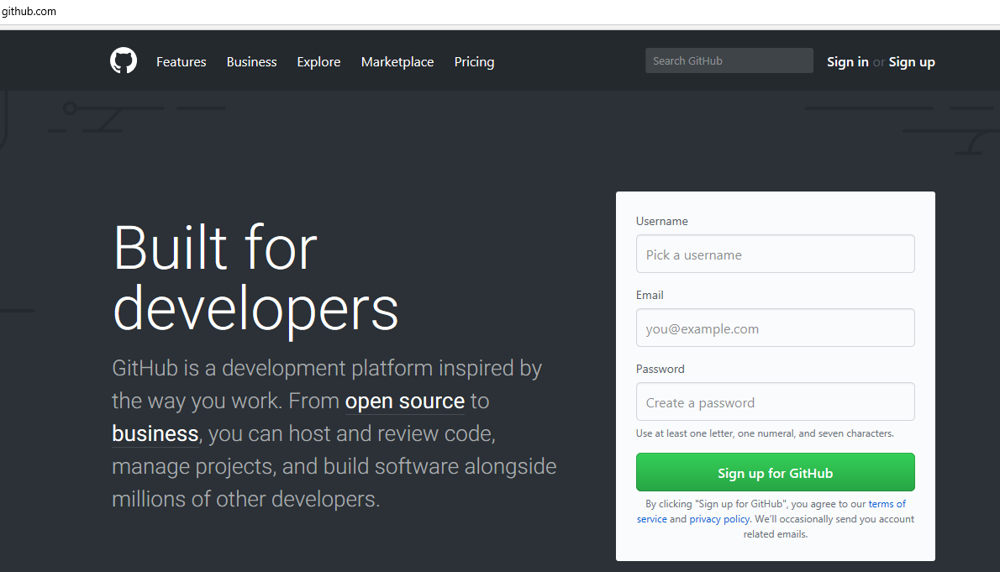 github.com
Features Business Explore Marketplace Pricing
Search GitHub
Sign in or Sign up
Built for
developers
GitHub is a development platform inspired by
the way you work. From open source to
business, you can host and review code,
manage projects, and build software alongside
millions of other developers.
Username
Pick a username
Email
you@example.com
Password
Create a password
Use at least one letter, one numeral, and seven characters.
Sign up for GitHub
By clicking "Sign up for GitHub", you agree to our terms of
service and privacy policy. We’ll occasionally send you account
related emails.